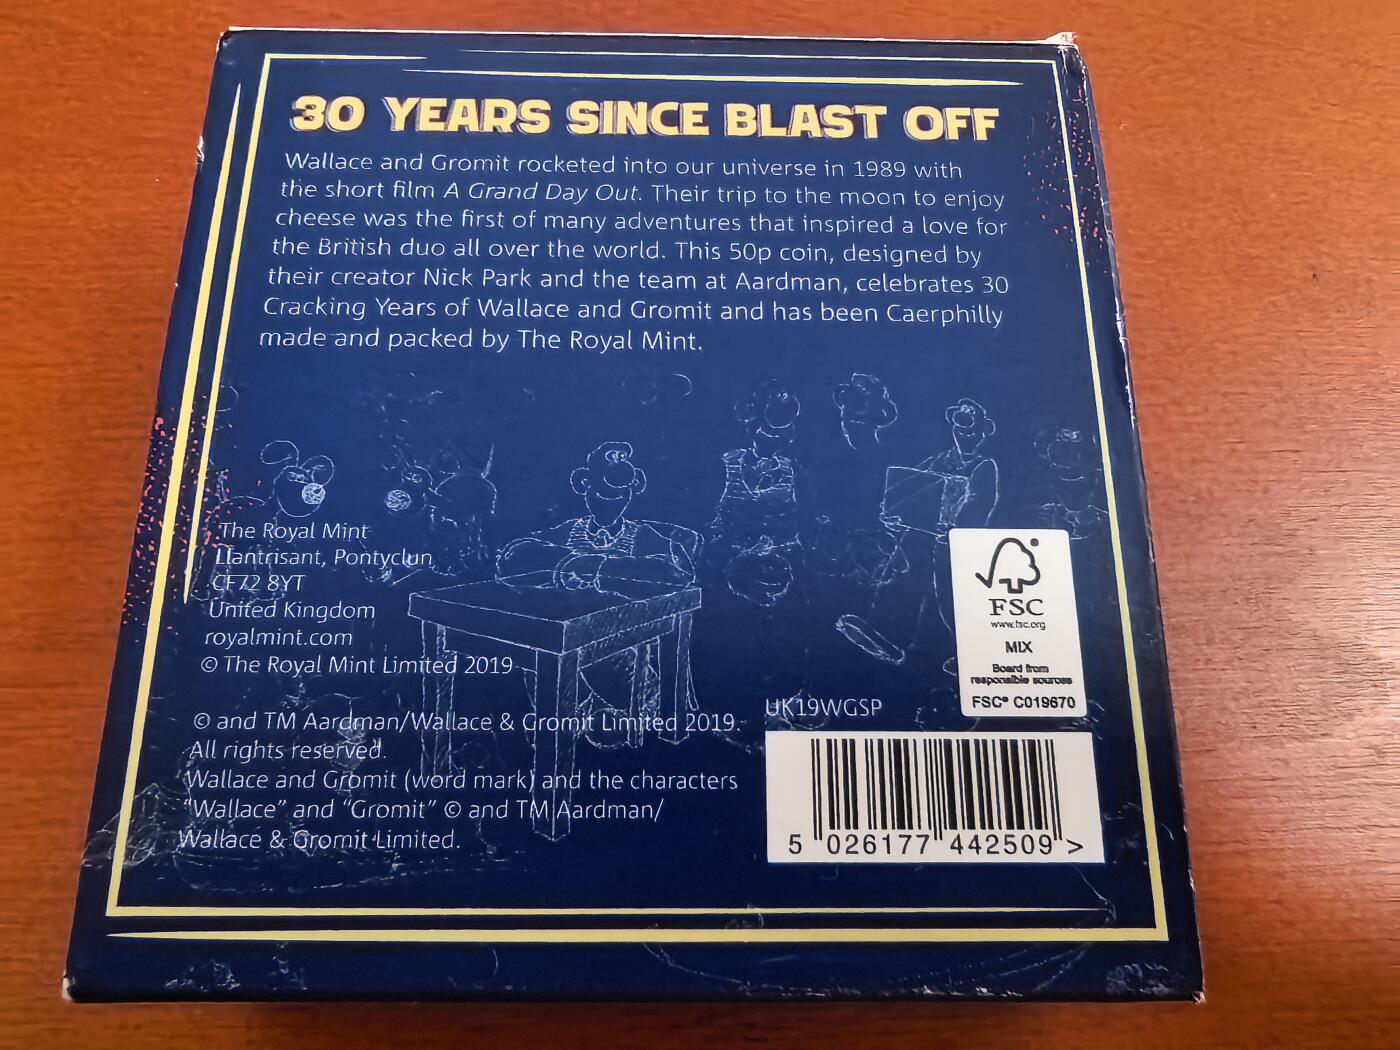 30 YEARS SINCE BLAST OFF
Wallace and Gromit rocketed into our universe in 1989 with
the short film A Grand Day Out. Their trip to the moon to enjoy
cheese was the first of many adventures that inspired a love for
the British duo all over the world. This 50p coin, designed by
their creator Nick Park and the team at Aardman, celebrates 30
Cracking Years of Wallace and Gromit and has been Caerphilly
made and packed by The Royal Mint.
The Royal Mint
Llantrisant, Pontyclun
CF72 8YT
United Kingdom
royalmint.com
© The Royal Mint Limited 2019
© and TM Aardman/Wallace & Gromit Limited 2019.
All rights reserved.
Wallace and Gromit (word mark) and the characters
“Wallace” and “Gromit” © and TM Aardman/
Wallace & Gromit Limited.
FSC
www.fsc.org
MIX
Board from
responsible sources
FSC® C019670
UK19WGSP
5 026177 442509 >